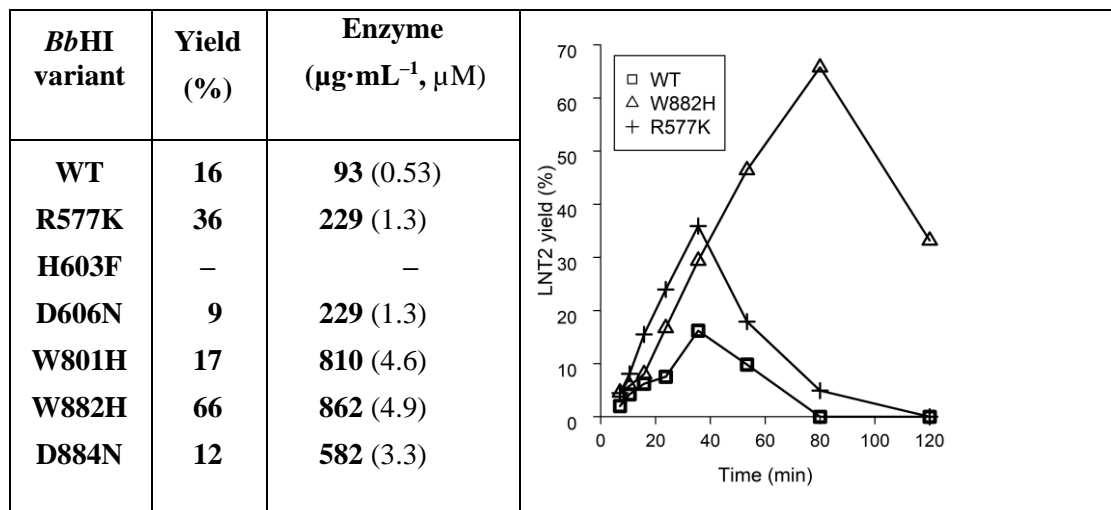 BbHI variant Yield (%) Enzyme (µg·mL⁻¹, µM)
WT 16 93 (0.53)
R577K 36 229 (1.3)
H603F – –
D606N 9 229 (1.3)
W801H 17 810 (4.6)
W882H 66 862 (4.9)
D884N 12 582 (3.3)
70
60
50
40
30
20
10
0
LNT2 yield (%)
WT
W882H
R577K
0 20 40 60 80 100 120
Time (min)